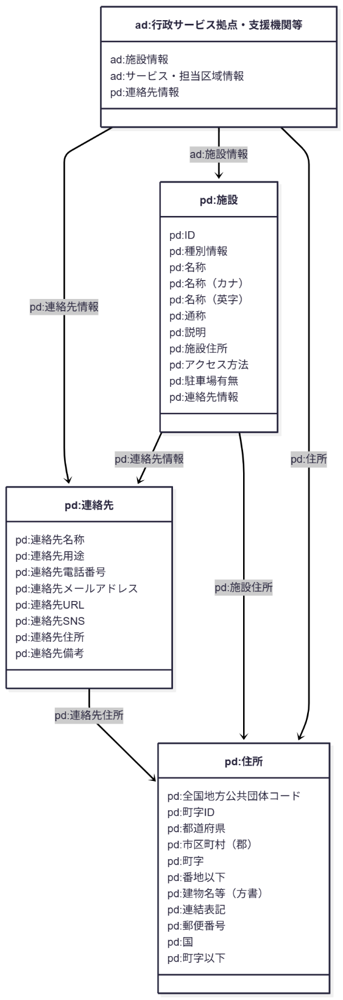 ad:行政サービス拠点・支援機関等
ad:施設情報
ad:サービス・担当区域情報
pd:連絡先情報
ad:施設情報
pd:施設
pd:ID
pd:種別情報
pd:名称
pd:名称（カナ）
pd:名称（英字）
pd:通称
pd:説明
pd:施設住所
pd:アクセス方法
pd:駐車場有無
pd:連絡先情報
pd:連絡先情報
pd:連絡先情報
pd:住所
pd:連絡先
pd:連絡先名称
pd:連絡先用途
pd:連絡先電話番号
pd:連絡先メールアドレス
pd:連絡先URL
pd:連絡先SNS
pd:連絡先住所
pd:連絡先備考
pd:施設住所
pd:連絡先住所
pd:住所
pd:全国地方公共団体コード
pd:町字ID
pd:都道府県
pd:市区町村（郡）
pd:町字
pd:番地以下
pd:建物名等（方書）
pd:連結表記
pd:郵便番号
pd:国
pd:町字以下